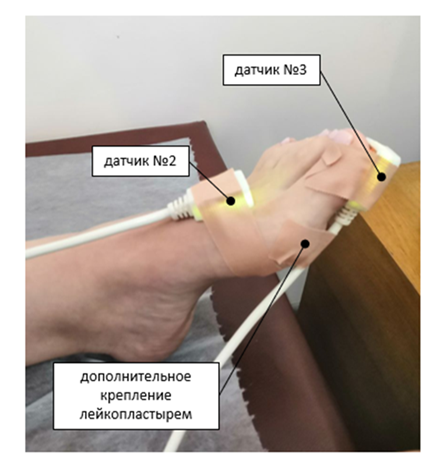 датчик №3
датчик №2
дополнительное
крепление
лейкопластырем